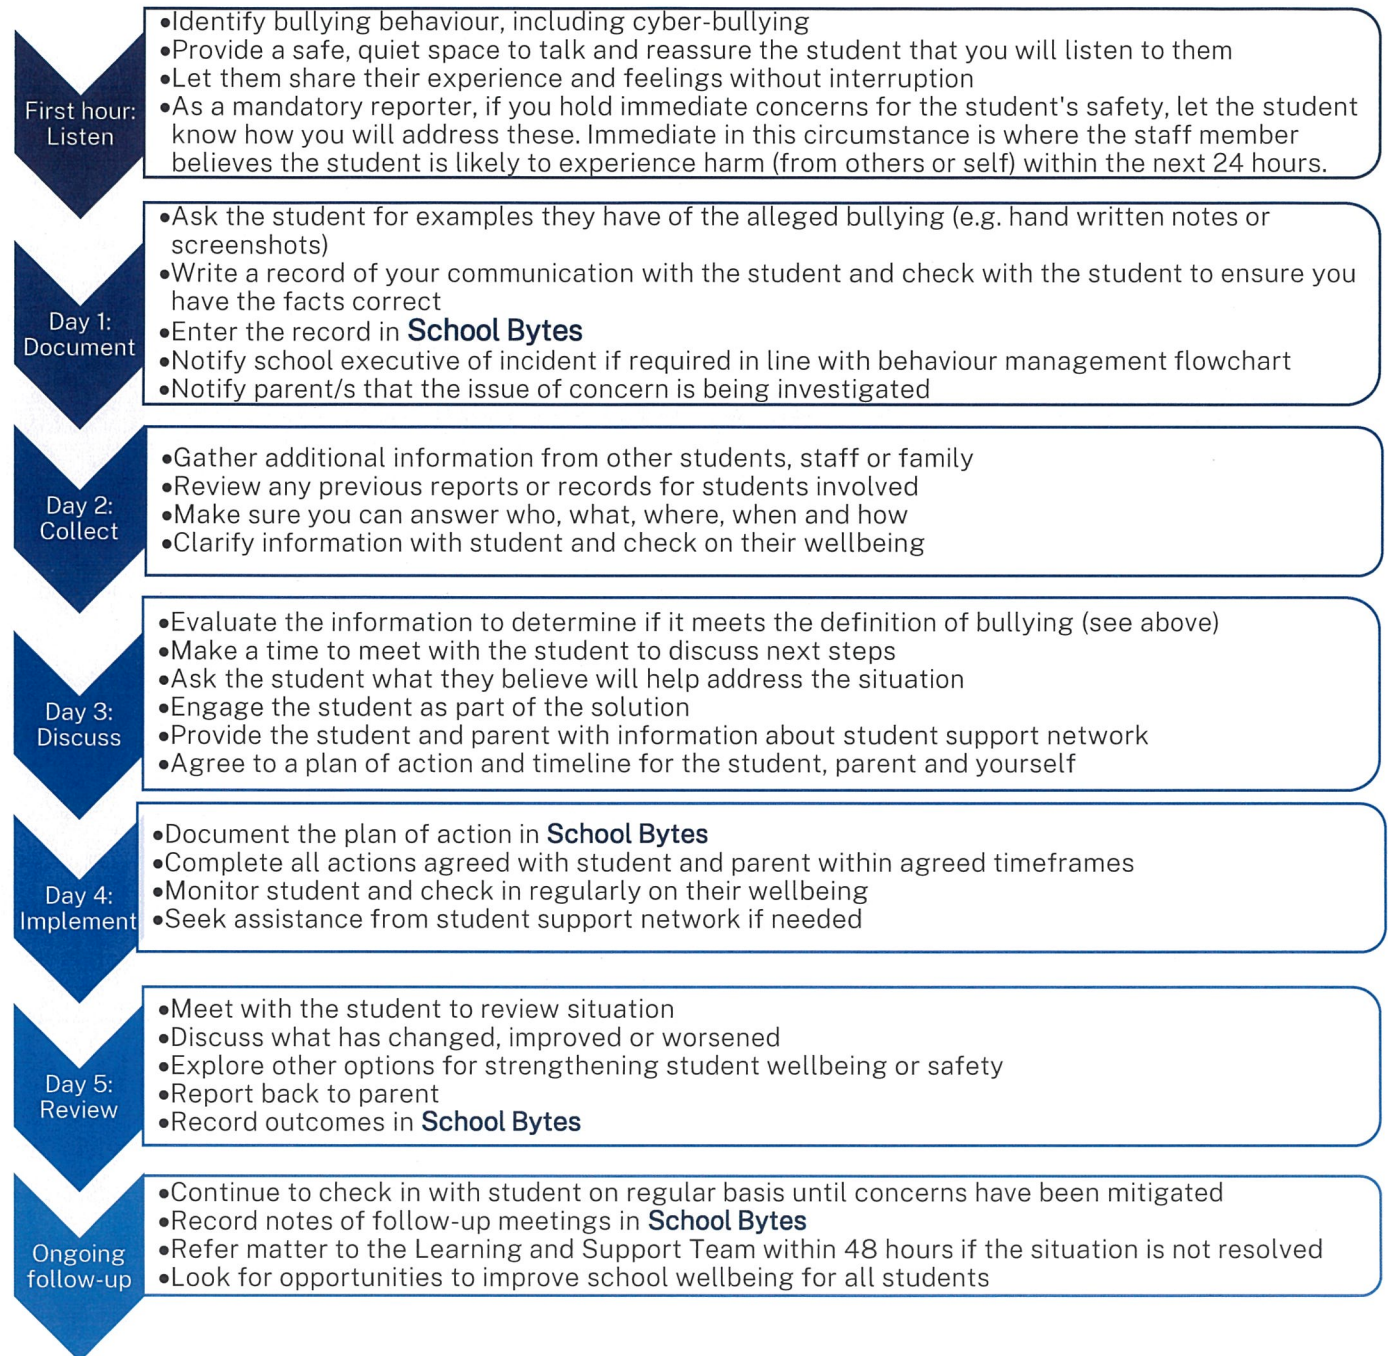 First hour:
Listen
•Identify bullying behaviour, including cyber-bullying
•Provide a safe, quiet space to talk and reassure the student that you will listen to them
•Let them share their experience and feelings without interruption
•As a mandatory reporter, if you hold immediate concerns for the student's safety, let the student
know how you will address these. Immediate in this circumstance is where the staff member
believes the student is likely to experience harm (from others or self) within the next 24 hours.
Day 1:
Document
•Ask the student for examples they have of the alleged bullying (e.g. hand written notes or
screenshots)
•Write a record of your communication with the student and check with the student to ensure you
have the facts correct
•Enter the record in School Bytes
•Notify school executive of incident if required in line with behaviour management flowchart
•Notify parent/s that the issue of concern is being investigated
Day 2:
Collect
•Gather additional information from other students, staff or family
•Review any previous reports or records for students involved
•Make sure you can answer who, what, where, when and how
•Clarify information with student and check on their wellbeing
Day 3:
Discuss
•Evaluate the information to determine if it meets the definition of bullying (see above)
•Make a time to meet with the student to discuss next steps
•Ask the student what they believe will help address the situation
•Engage the student as part of the solution
•Provide the student and parent with information about student support network
•Agree to a plan of action and timeline for the student, parent and yourself
Day 4:
Implement
•Document the plan of action in School Bytes
•Complete all actions agreed with student and parent within agreed timeframes
•Monitor student and check in regularly on their wellbeing
•Seek assistance from student support network if needed
Day 5:
Review
•Meet with the student to review situation
•Discuss what has changed, improved or worsened
•Explore other options for strengthening student wellbeing or safety
•Report back to parent
•Record outcomes in School Bytes
Ongoing
follow-up
•Continue to check in with student on regular basis until concerns have been mitigated
•Record notes of follow-up meetings in School Bytes
•Refer matter to the Learning and Support Team within 48 hours if the situation is not resolved
•Look for opportunities to improve school wellbeing for all students